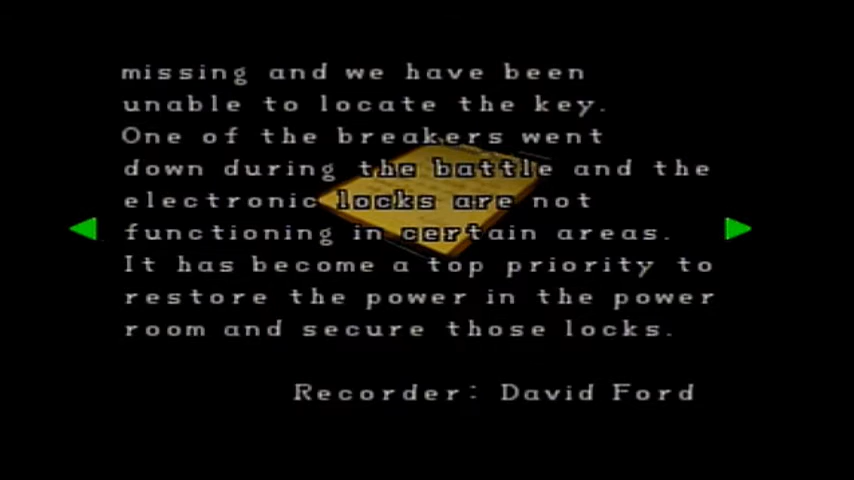 missing and we have been
unable to locate the key.
One of the breakers went
down during the battle and the
electronic locks are not
functioning in certain areas.
It has become a top priority to
restore the power in the power
room and secure those locks.
Recorder: David Ford